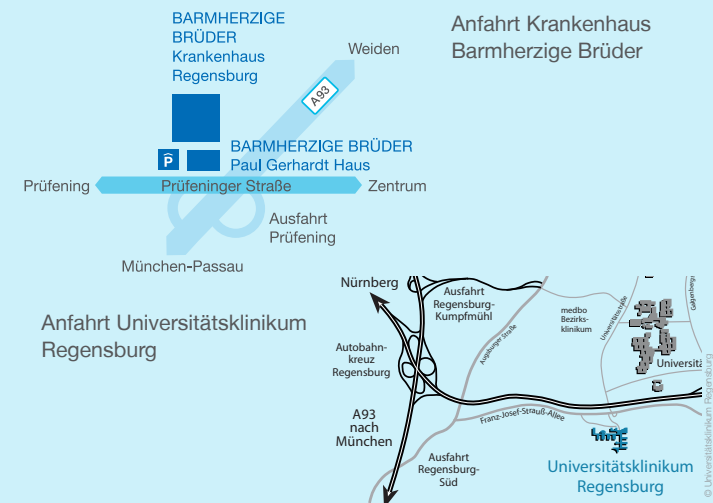 BARMHERZIGE
BRÜDER
Krankenhaus
Regensburg
Anfahrt Krankenhaus
Barmherzige Brüder
Weiden
A93
P
BARMHERZIGE BRÜDER
Paul Gerhardt Haus
Prüfening
Prüfeninger Straße
Zentrum
Ausfahrt
Prüfening
München-Passau
Anfahrt Universitätsklinikum
Regensburg
Nürnberg
Ausfahrt
Regensburg-
Kumpfmühl
medbo
Bezirks-
klinikum
Universitätsstraße
Augsburger Straße
Autobahn-
kreuz
Regensburg
Universitä
A93
nach
München
Franz-Josef-Strauß-Allee
Ausfahrt
Regensburg-
Süd
Universitätsklinikum
Regensburg
© Universitätsklinikum Regensburg